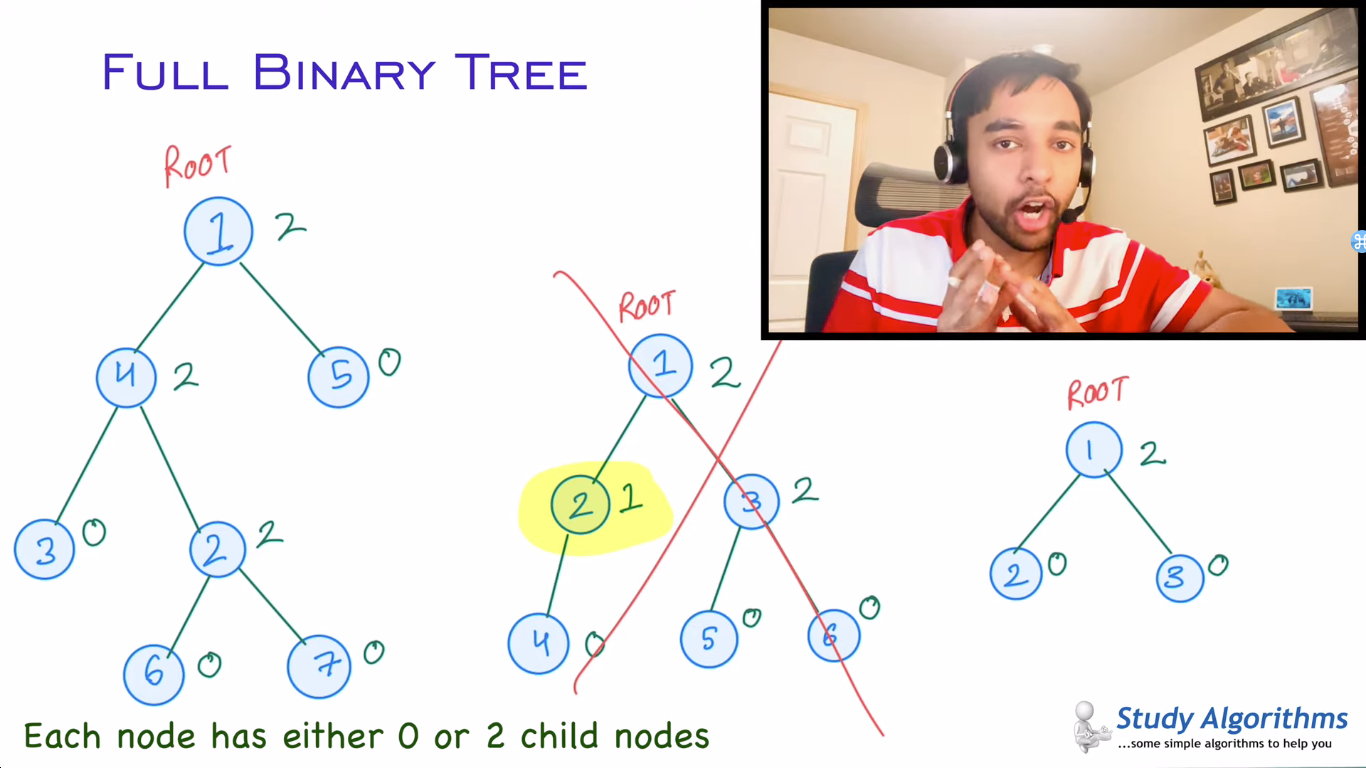 FULL BINARY TREE
ROOT
1 2
4 2
5 0
3 0
2 2
6 0
7 0
ROOT
1 2
2 1
3 2
4 0
5 0
6 0
ROOT
1 2
2 0
3 0
Each node has either 0 or 2 child nodes
Study Algorithms
...some simple algorithms to help you